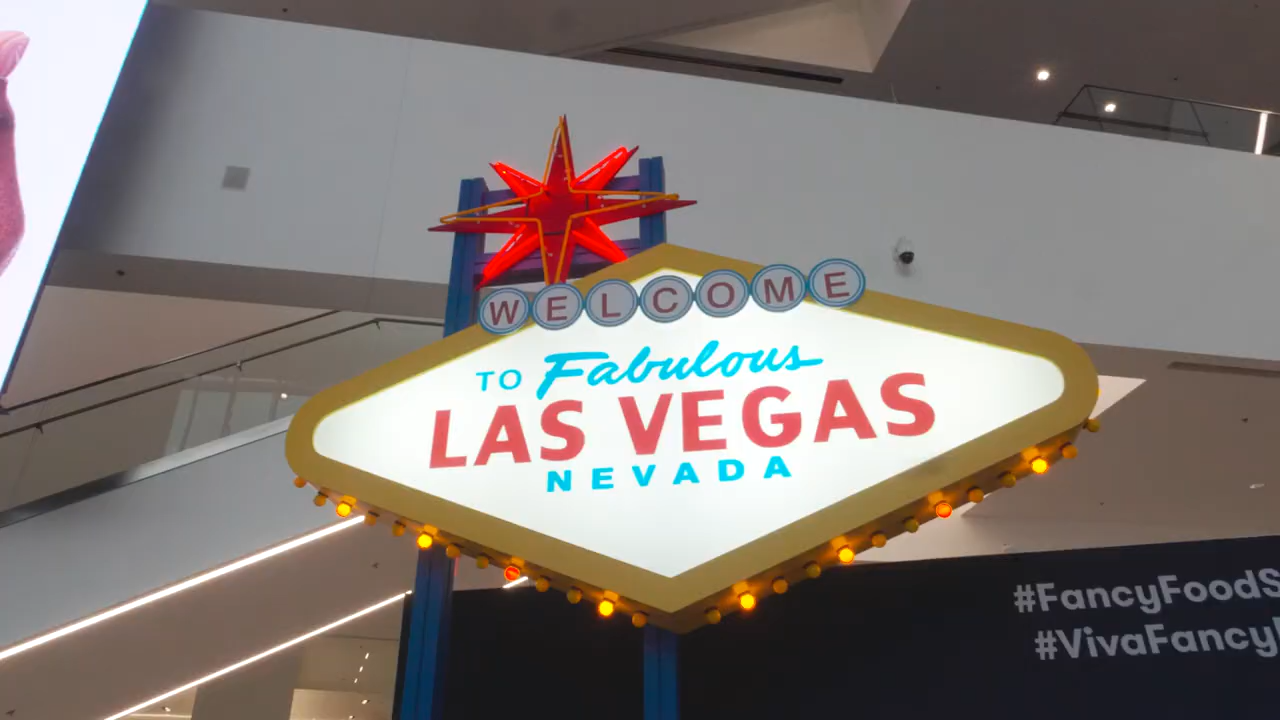 WELCOME
TO Fabulous
LAS VEGAS
NEVADA
#FancyFoodS
#VivaFancy